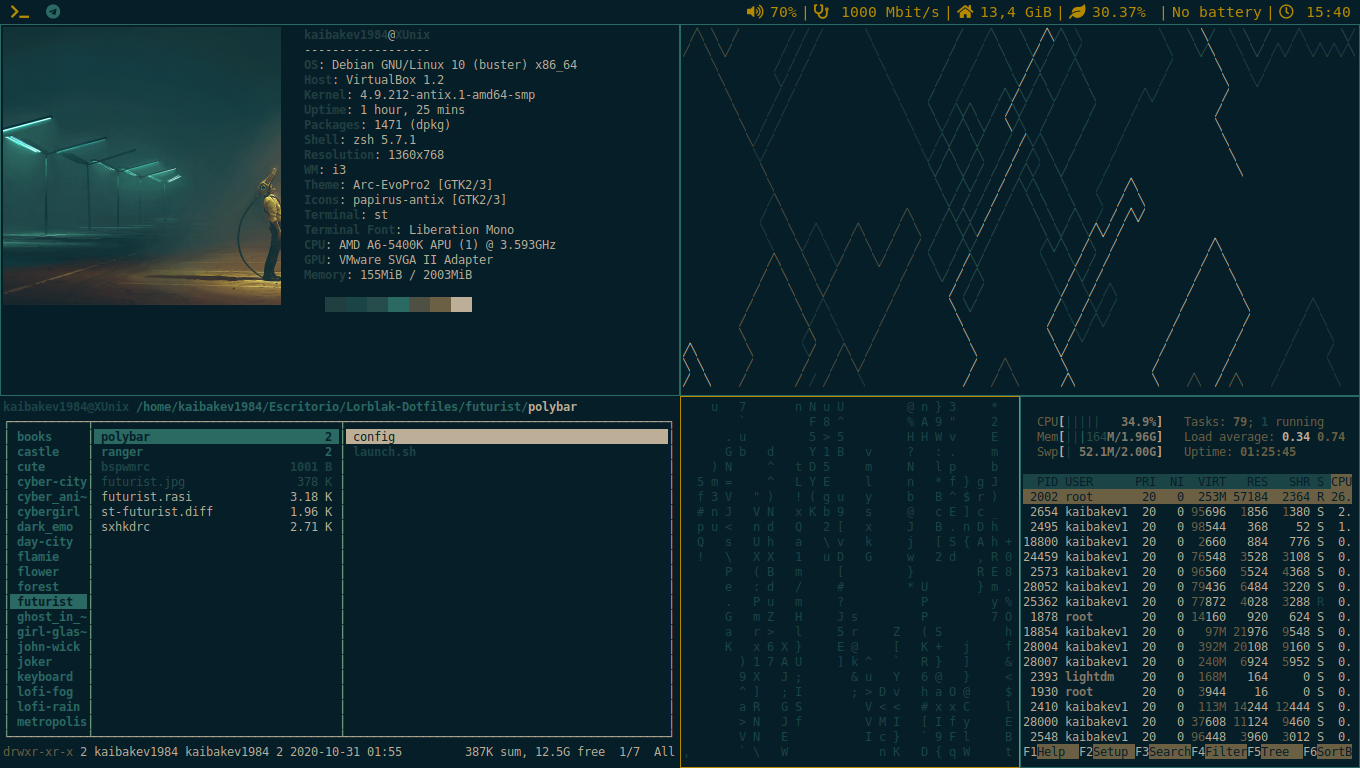 70% | 1000 Mbit/s | 13,4 GiB | 30.37% | No battery | 15:40
kaibakev1984@XUnix
-----------------
OS: Debian GNU/Linux 10 (buster) x86_64
Host: VirtualBox 1.2
Kernel: 4.9.212-antix.1-amd64-smp
Uptime: 1 hour, 25 mins
Packages: 1471 (dpkg)
Shell: zsh 5.7.1
Resolution: 1360x768
WM: i3
Theme: Arc-EvoPro2 [GTK2/3]
Icons: papirus-antix [GTK2/3]
Terminal: st
Terminal Font: Liberation Mono
CPU: AMD A6-5400K APU (1) @ 3.593GHz
GPU: VMware SVGA II Adapter
Memory: 155MiB / 2003MiB
kaibakev1984@XUnix /home/kaibakev1984/Escritorio/Lorblak-Dotfiles/futurist/polybar
books
castle
cute
cyber-city
cyber_ani~
cybergirl
dark_emo
day-city
flamie
flower
forest
futurist
ghost_in_~
girl-glas~
john-wick
joker
keyboard
lofi-fog
lofi-rain
metropolis
polybar 2
ranger 2
bspwmrc 1001 B
futurist.jpg 378 K
futurist.rasi 3.18 K
st-futurist.diff 1.96 K
sxhkdrc 2.71 K
config
launch.sh
drwxr-xr-x 2 kaibakev1984 kaibakev1984 2 2020-10-31 01:55 387K sum, 12.5G free 1/7 All
CPU[||||| 34.9%] Tasks: 79; 1 running
Mem[|||164M/1.96G] Load average: 0.34 0.74
Swp[| 52.1M/2.00G] Uptime: 01:25:45
PID USER PRI NI VIRT RES SHR S CPU
2002 root 20 0 253M 57184 2364 R 26.
2654 kaibakev1 20 0 95696 1856 1380 S 2.
2495 kaibakev1 20 0 98544 368 52 S 1.
18800 kaibakev1 20 0 2660 884 776 S 0.
24459 kaibakev1 20 0 76548 3528 3108 S 0.
2573 kaibakev1 20 0 96560 5524 4368 S 0.
28052 kaibakev1 20 0 79436 6484 3220 S 0.
25362 kaibakev1 20 0 77872 4028 3288 R 0.
1878 root 20 0 14160 920 624 S 0.
18854 kaibakev1 20 0 97M 21976 9548 S 0.
28004 kaibakev1 20 0 392M 20108 9160 S 0.
28007 kaibakev1 20 0 240M 6924 5952 S 0.
2393 lightdm 20 0 168M 164 0 S 0.
1930 root 20 0 3944 16 0 S 0.
2410 kaibakev1 20 0 113M 14244 12444 S 0.
28000 kaibakev1 20 0 37608 11124 9460 S 0.
2548 kaibakev1 20 0 96448 3960 3012 S 0.
F1Help F2Setup F3Search F4Filter F5Tree F6SortB